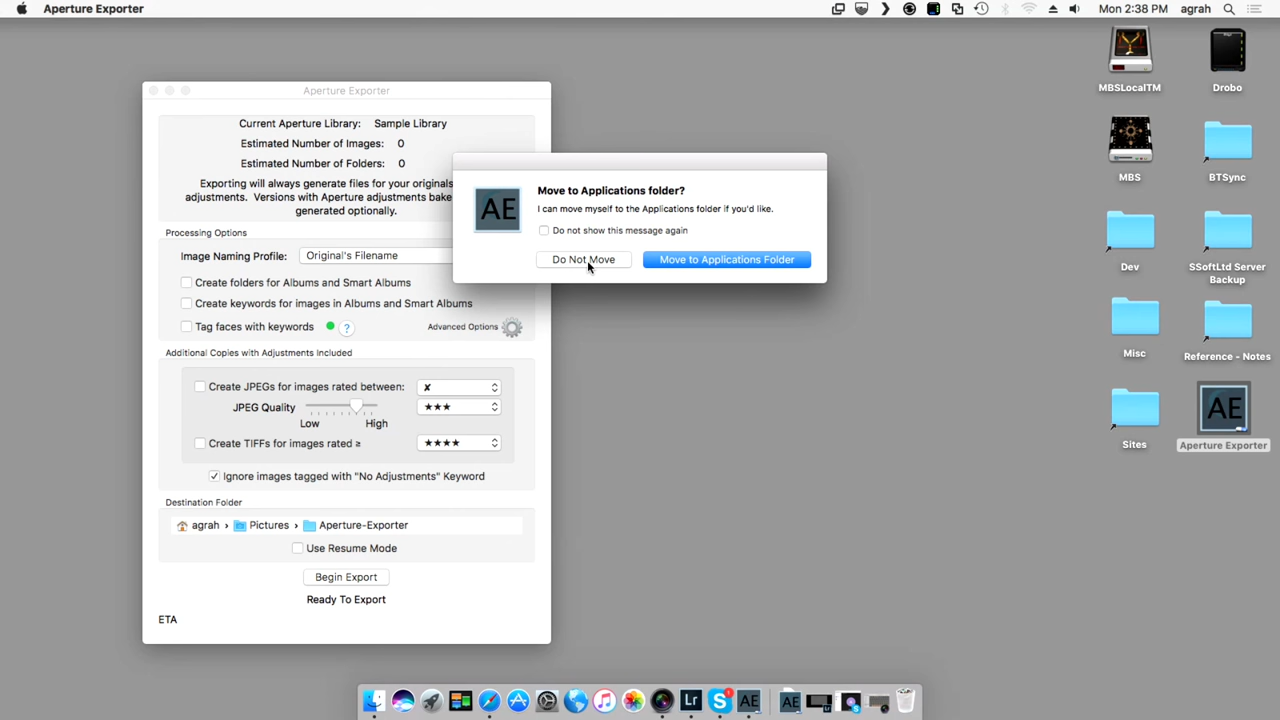 Aperture Exporter
Mon 2:38 PM agrah
MBSLocalTM
Drobo
MBS
BTSync
Dev
SSoftLtd Server
Backup
Misc
Reference - Notes
Sites
Aperture Exporter
Aperture Exporter
Current Aperture Library: Sample Library
Estimated Number of Images: 0
Estimated Number of Folders: 0
Exporting will always generate files for your originals
adjustments. Versions with Aperture adjustments bake
generated optionally.
Processing Options
Image Naming Profile: Original's Filename
Create folders for Albums and Smart Albums
Create keywords for images in Albums and Smart Albums
Tag faces with keywords ? Advanced Options
Additional Copies with Adjustments Included
Create JPEGs for images rated between: ✘
JPEG Quality ★★★
Low High
Create TIFFs for images rated ≥ ★★★★
Ignore images tagged with "No Adjustments" Keyword
Destination Folder
agrah › Pictures › Aperture-Exporter
Use Resume Mode
Begin Export
Ready To Export
ETA
AE
Move to Applications folder?
I can move myself to the Applications folder if you'd like.
Do not show this message again
Do Not Move
Move to Applications Folder
AE
Lr
AE
AE